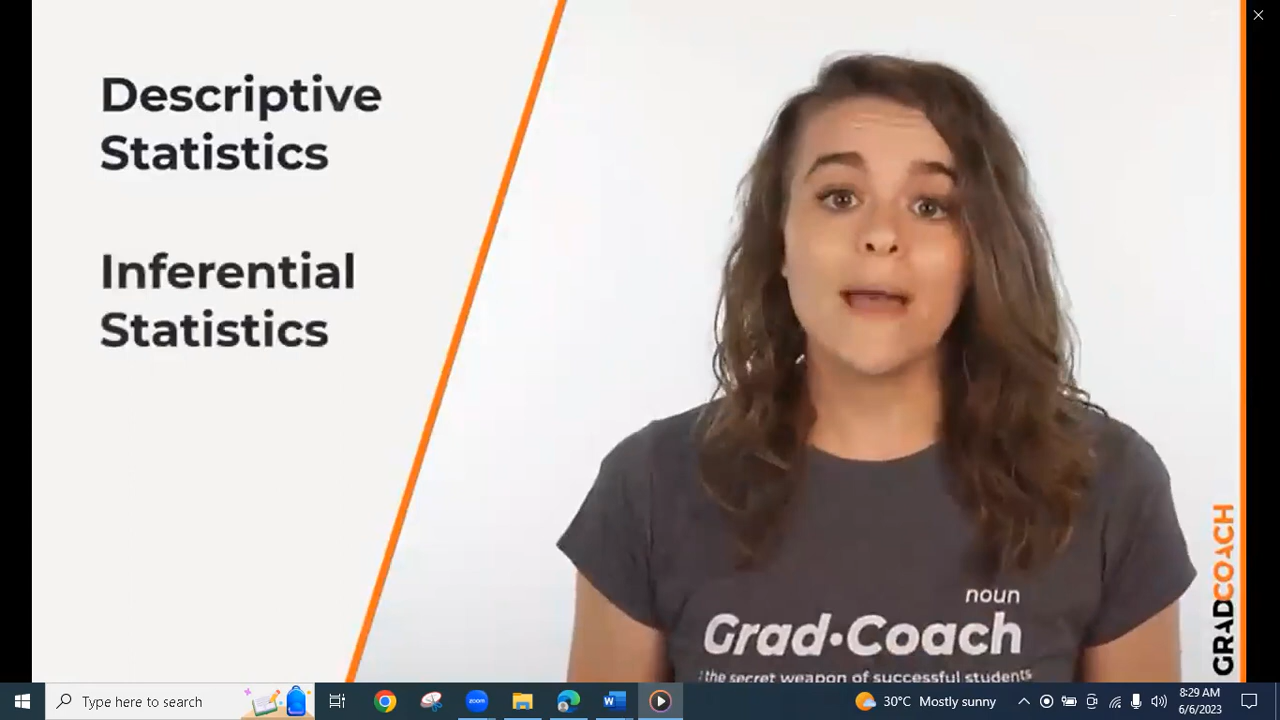 Descriptive
Statistics
Inferential
Statistics
noun
Grad•Coach
: the secret weapon of successful students
GRADCOACH
Type here to search
zoom
30°C Mostly sunny
8:29 AM
6/6/2023